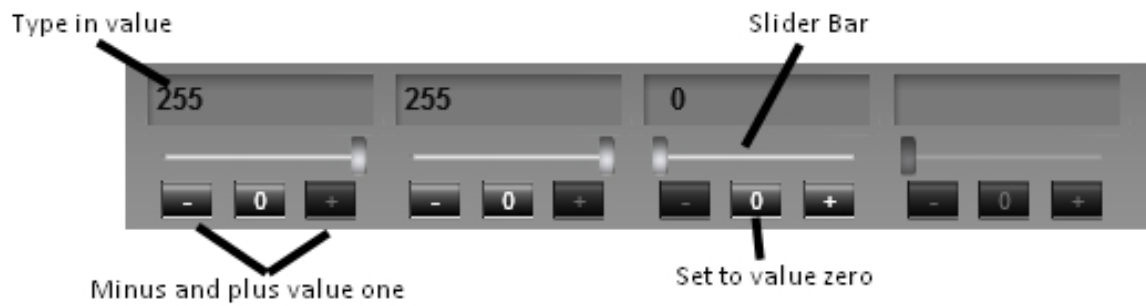 Type in value
Slider Bar
255 255 0
- 0 + - 0 + - 0 + - 0 +
Minus and plus value one
Set to value zero